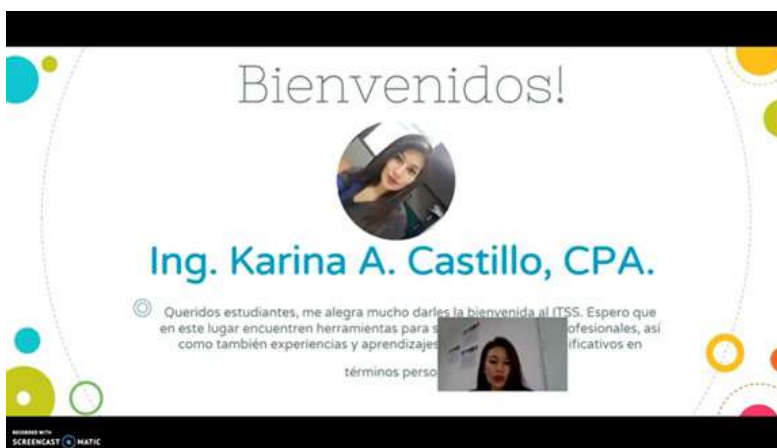 Bienvenidos!
Ing. Karina A. Castillo, CPA.
Queridos estudiantes, me alegra mucho darles la bienvenida al ITSS. Espero que
en este lugar encuentren herramientas para s ofesionales, así
como también experiencias y aprendizajes ificativos en
términos perso
RECORDED WITH
SCREENCAST MATIC